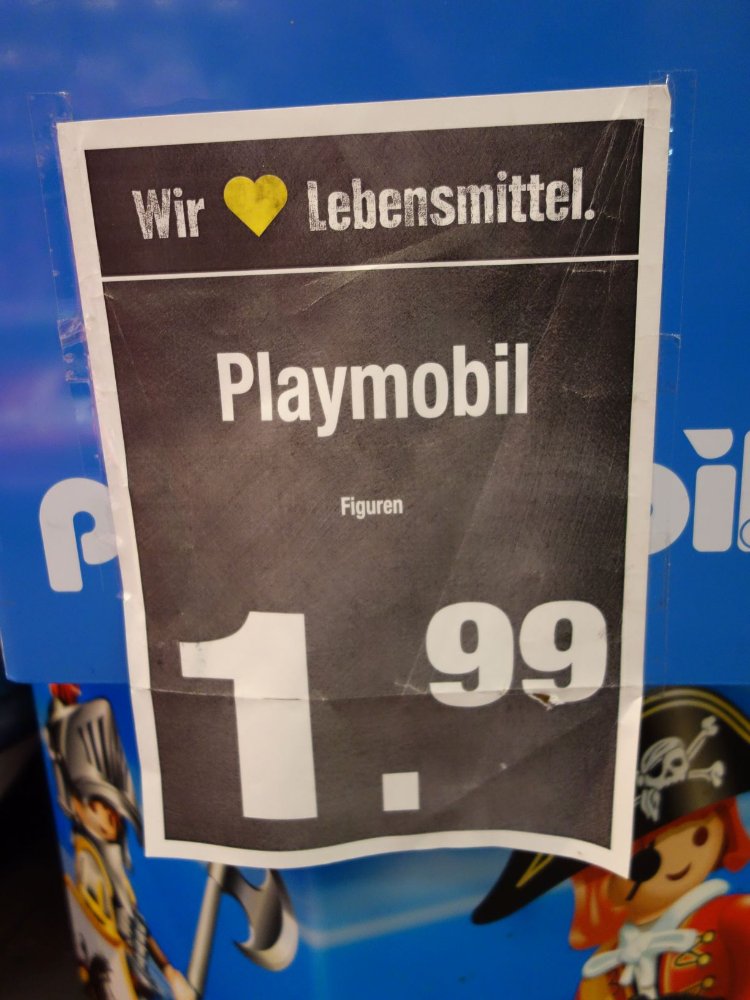 Wir Lebensmittel.
Playmobil
Figuren
1.99